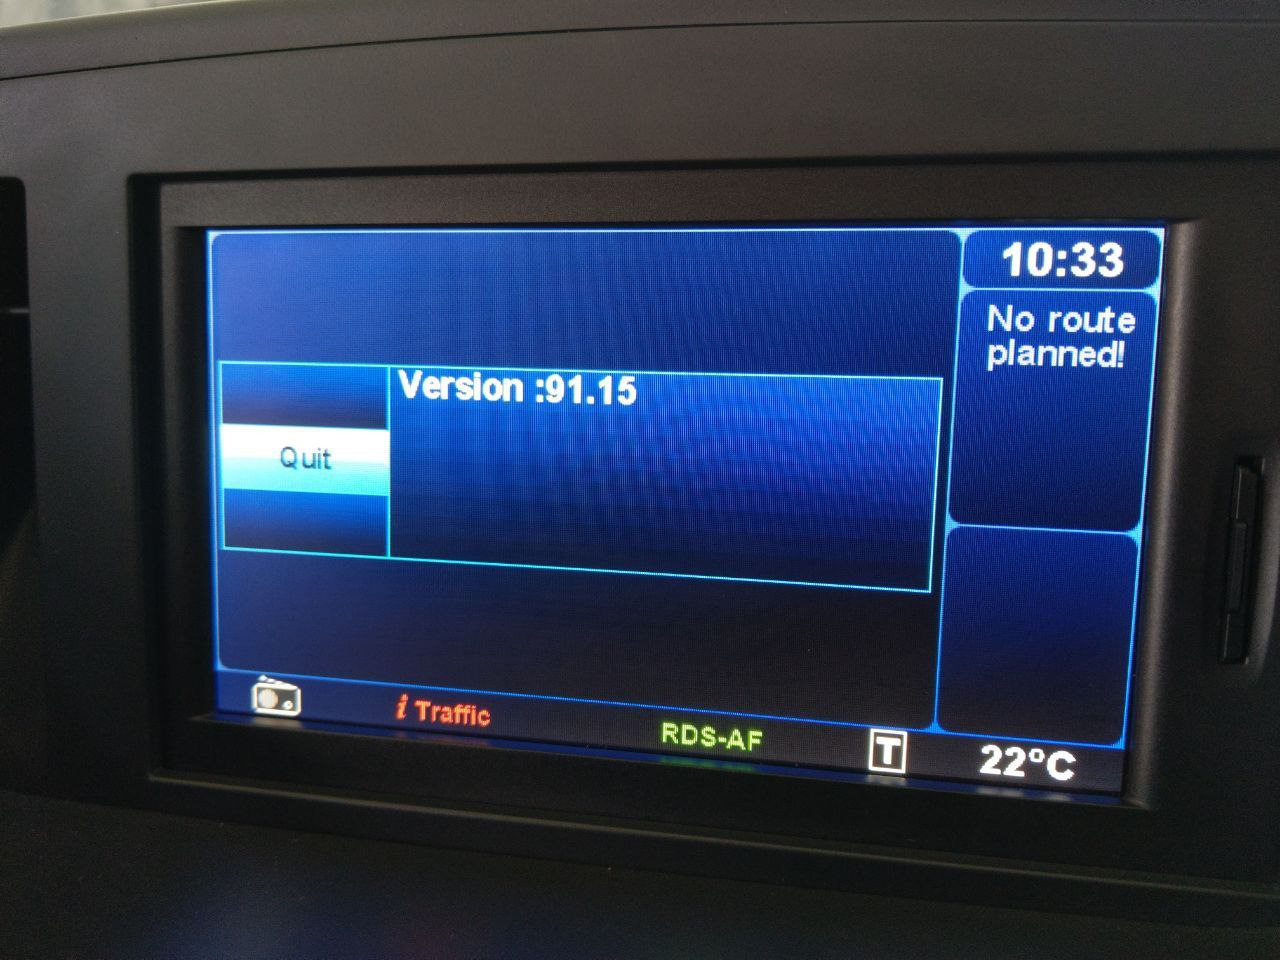 10:33
No route
planned!
Version :91.15
Quit
i Traffic
RDS-AF
T
22°C